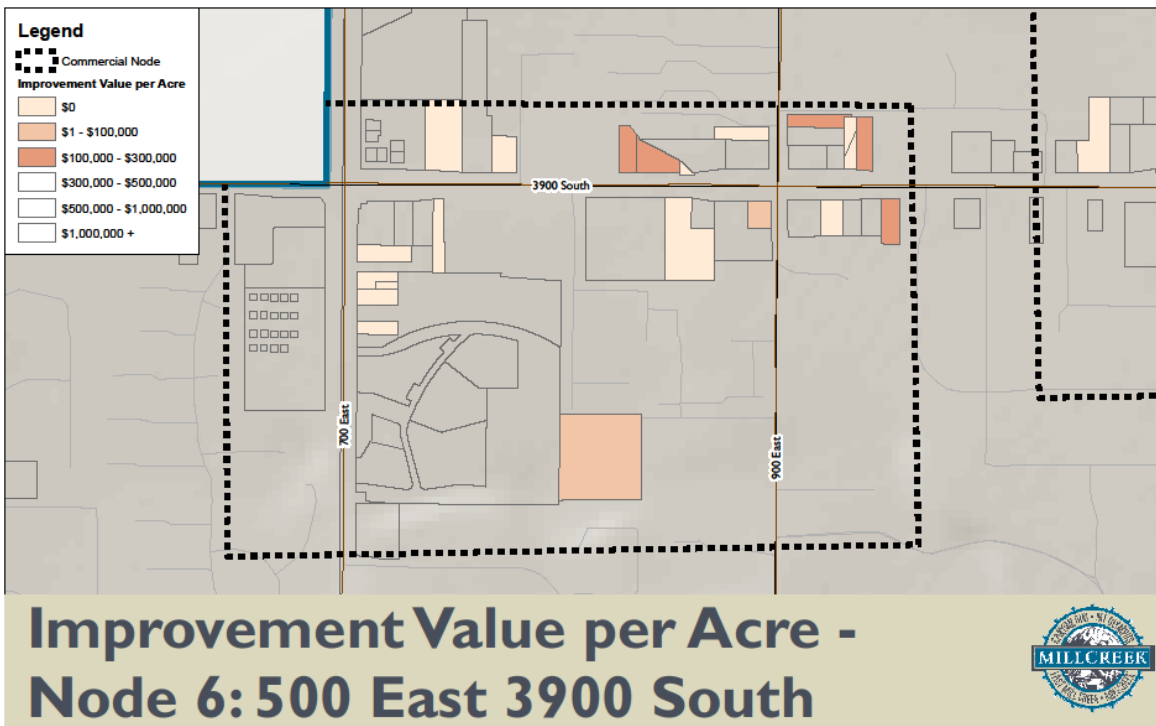 Legend
Commercial Node
Improvement Value per Acre
$0
$1 - $100,000
$100,000 - $300,000
$300,000 - $500,000
$500,000 - $1,000,000
$1,000,000 +
3900 South
700 East
900 East
Improvement Value per Acre -
Node 6: 500 East 3900 South
MILLCREEK